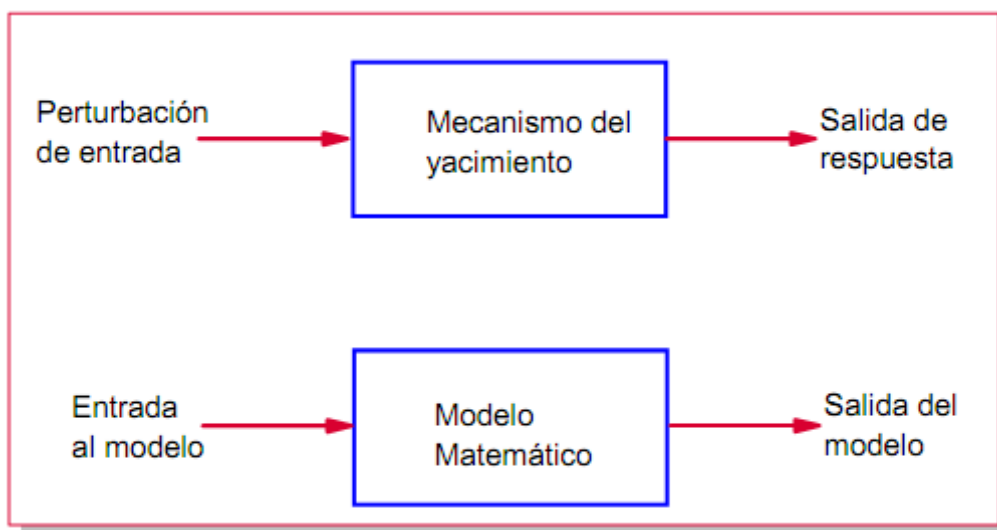 Perturbación
de entrada
Mecanismo del
yacimiento
Salida de
respuesta
Entrada
al modelo
Modelo
Matemático
Salida del
modelo